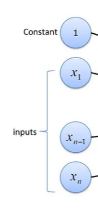 Constant 1
x₁
inputs
xₙ₋₁
xₙ